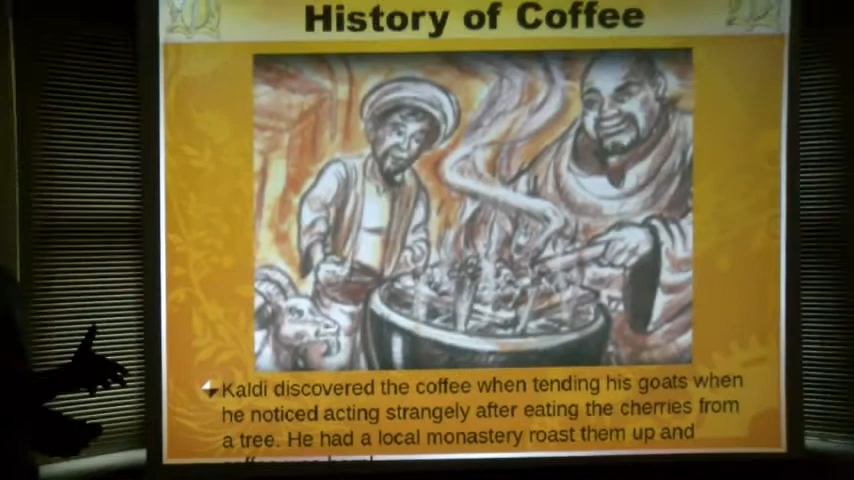 History of Coffee
Kaldi discovered the coffee when tending his goats when
he noticed acting strangely after eating the cherries from
a tree. He had a local monastery roast them up and